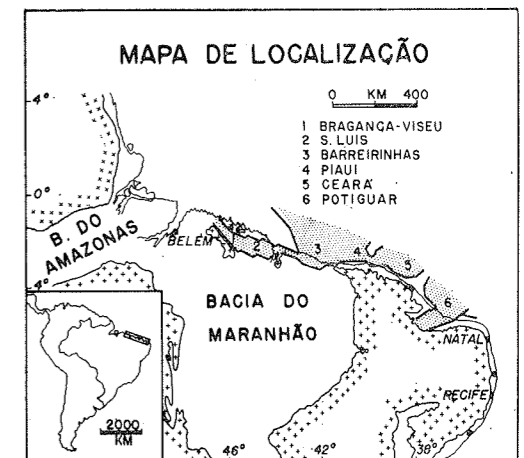 MAPA DE LOCALIZAÇÃO
0 KM 400
1 BRAGANÇA-VISEU
2 S. LUIS
3 BARREIRINHAS
4 PIAUI
5 CEARÁ
6 POTIGUAR
4°
0°
4°
B. DO
AMAZONAS
BELÉM
2
3
4
5
6
BACIA DO
MARANHÃO
NATAL
RECIFE
2000
KM
46°
42°
38°